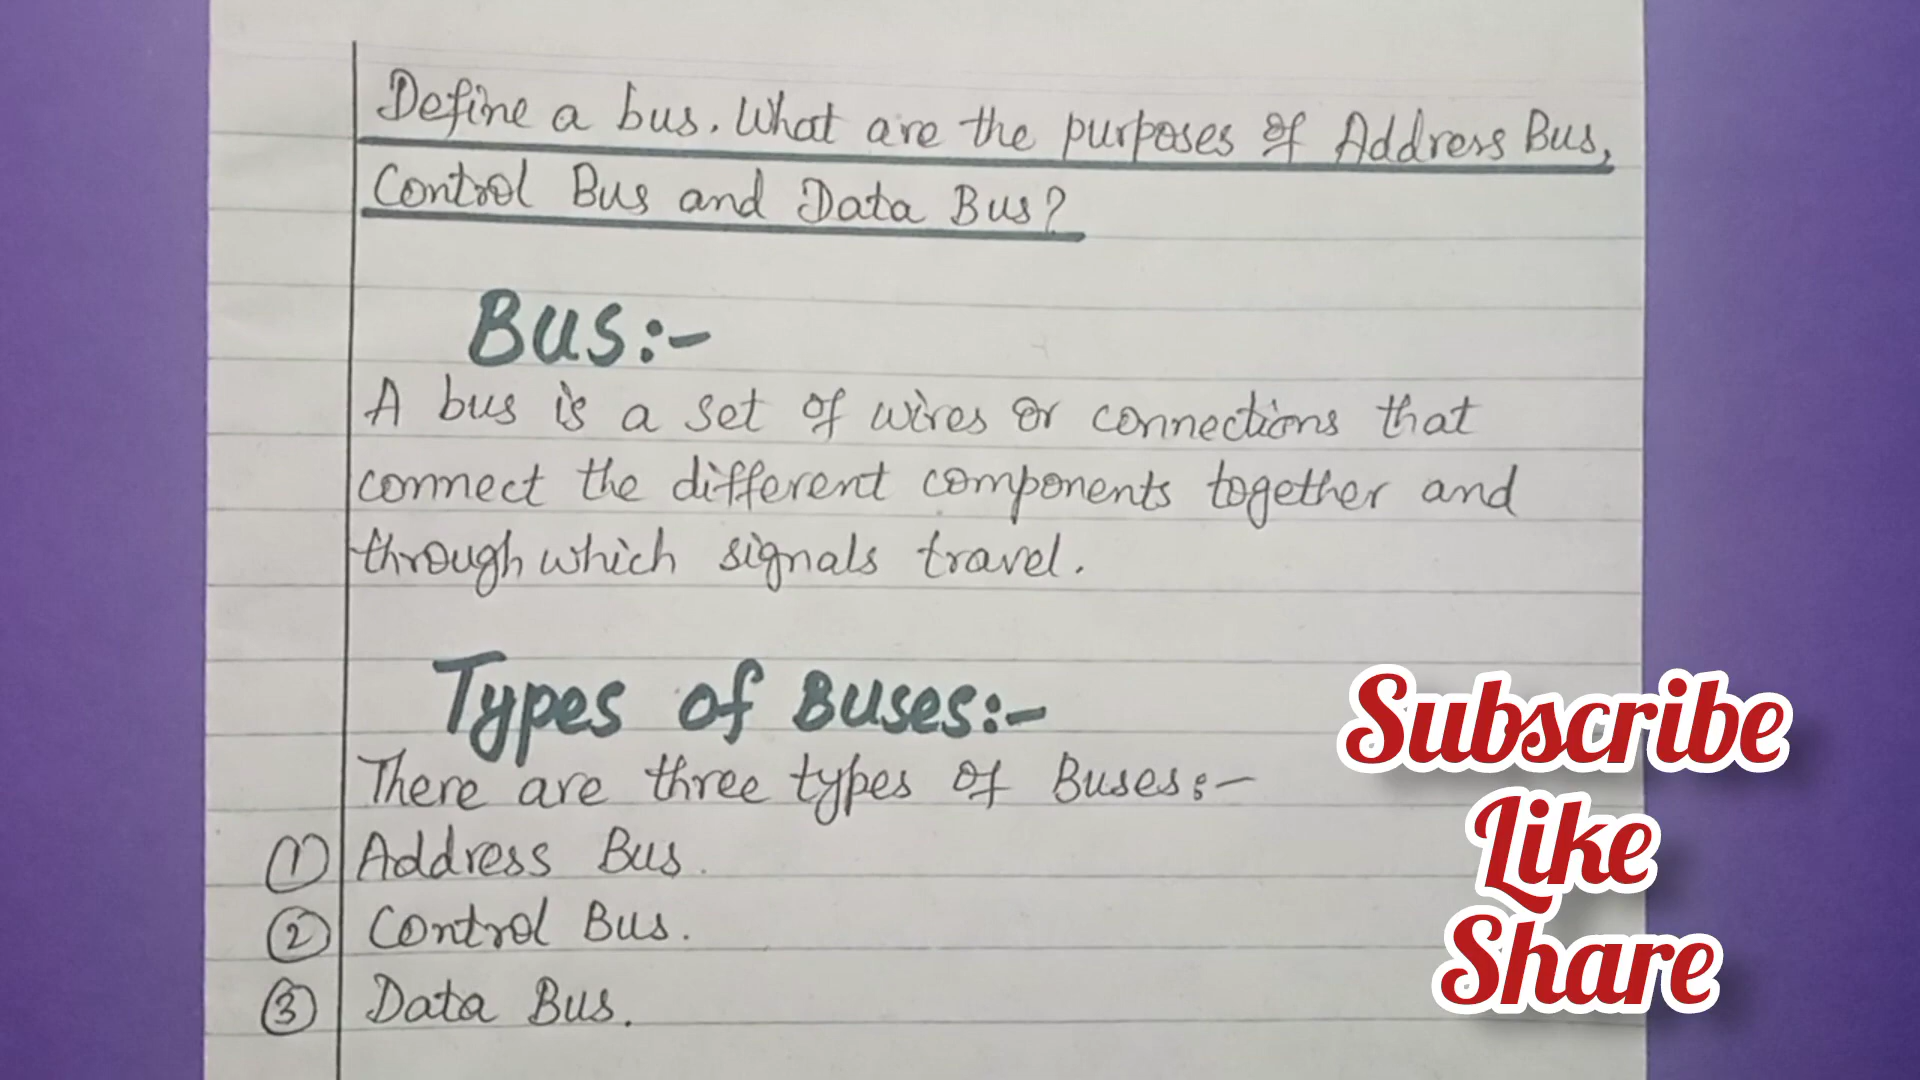 Define a bus. What are the purposes of Address Bus,
Control Bus and Data Bus?
Bus:-
A bus is a set of wires or connections that
connect the different components together and
through which signals travel.
Types of Buses:-
There are three types of Buses:-
① Address Bus.
② Control Bus.
③ Data Bus.
Subscribe
Like
Share